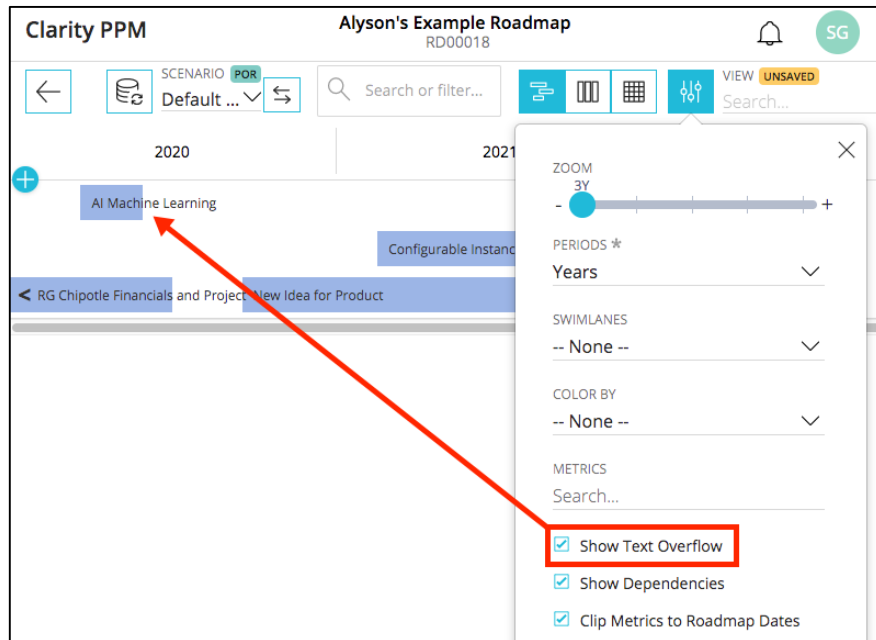 Clarity PPM
Alyson's Example Roadmap
RD00018
SG
SCENARIO POR
Default ...
Search or filter...
VIEW UNSAVED
Search...
2020
2021
AI Machine Learning
Configurable Instanc
< RG Chipotle Financials and Project
New Idea for Product
ZOOM
3Y
- +
PERIODS *
Years
SWIMLANES
-- None --
COLOR BY
-- None --
METRICS
Search...
Show Text Overflow
Show Dependencies
Clip Metrics to Roadmap Dates